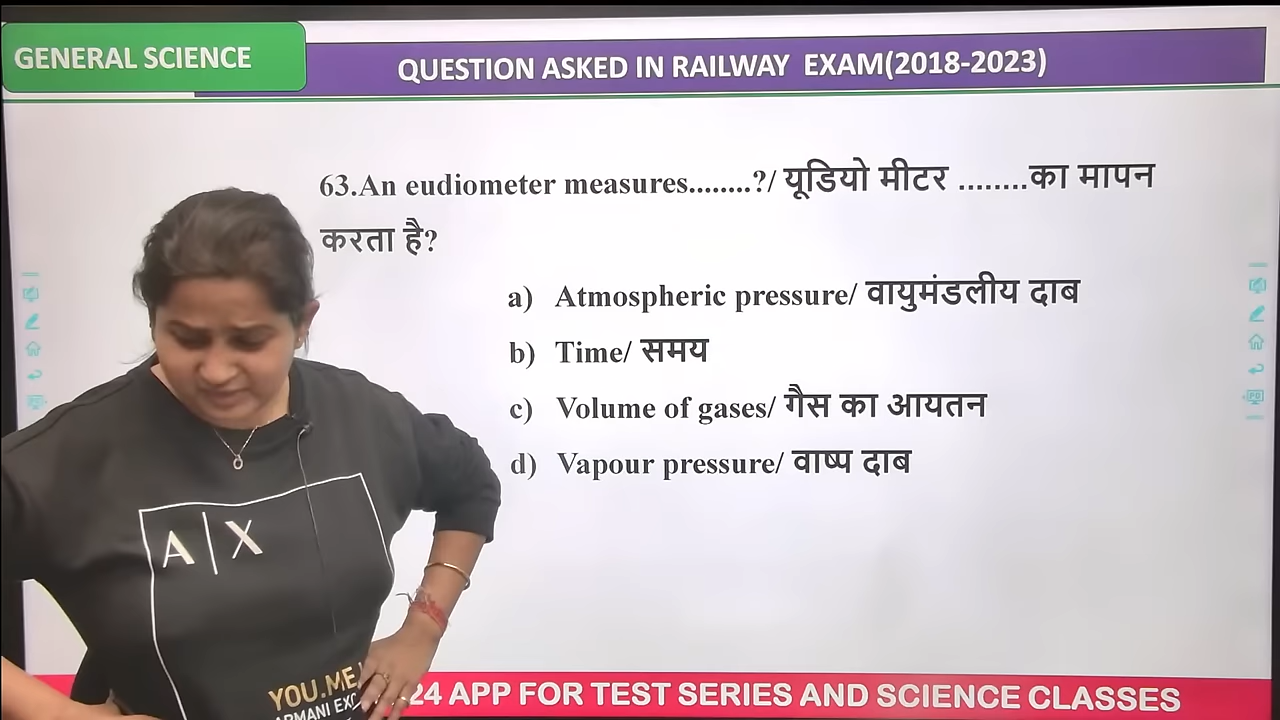 GENERAL SCIENCE
QUESTION ASKED IN RAILWAY EXAM(2018-2023)
63.An eudiometer measures........?/ यूडियो मीटर ........का मापन
करता है?
a) Atmospheric pressure/ वायुमंडलीय दाब
b) Time/ समय
c) Volume of gases/ गैस का आयतन
d) Vapour pressure/ वाष्प दाब
A|X
YOU.ME
24 APP FOR TEST SERIES AND SCIENCE CLASSES